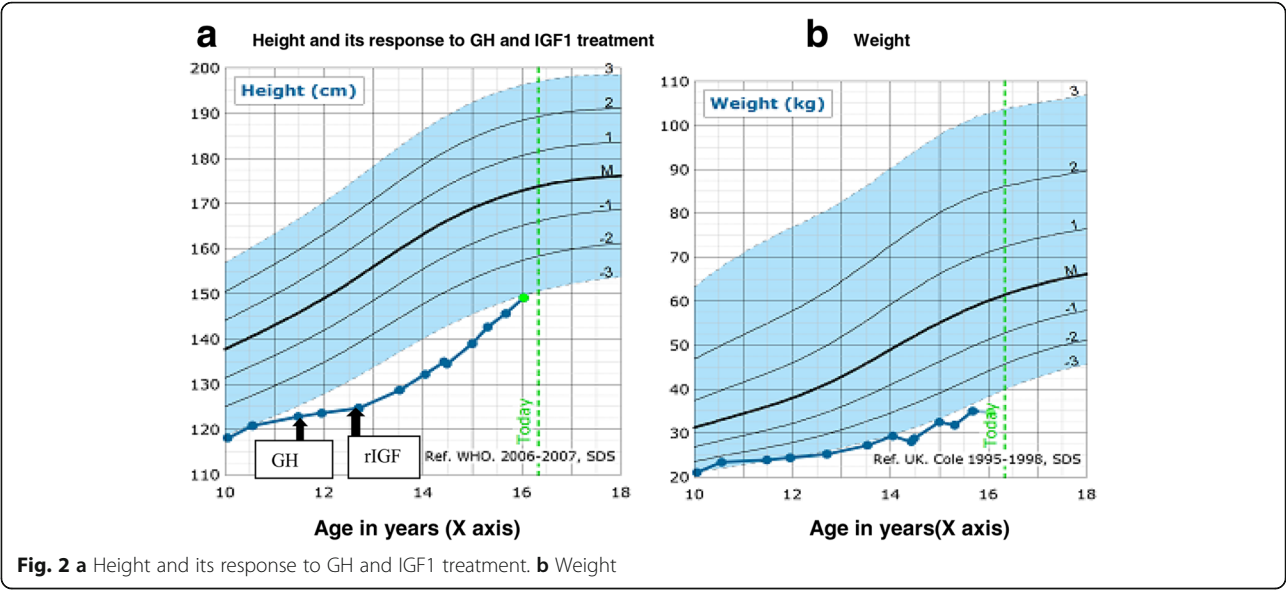 a Height and its response to GH and IGF1 treatment
200
190
180
170
160
150
140
130
120
110
Height (cm)
3
2
1
M
-1
-2
-3
Today
GH
rIGF
Ref. WHO. 2006-2007, SDS
10 12 14 16 18
Age in years (X axis)
b Weight
110
100
90
80
70
60
50
40
30
20
Weight (kg)
3
2
1
M
-1
-2
-3
Today
Ref. UK. Cole 1995-1998, SDS
10 12 14 16 18
Age in years(X axis)
Fig. 2 a Height and its response to GH and IGF1 treatment. b Weight